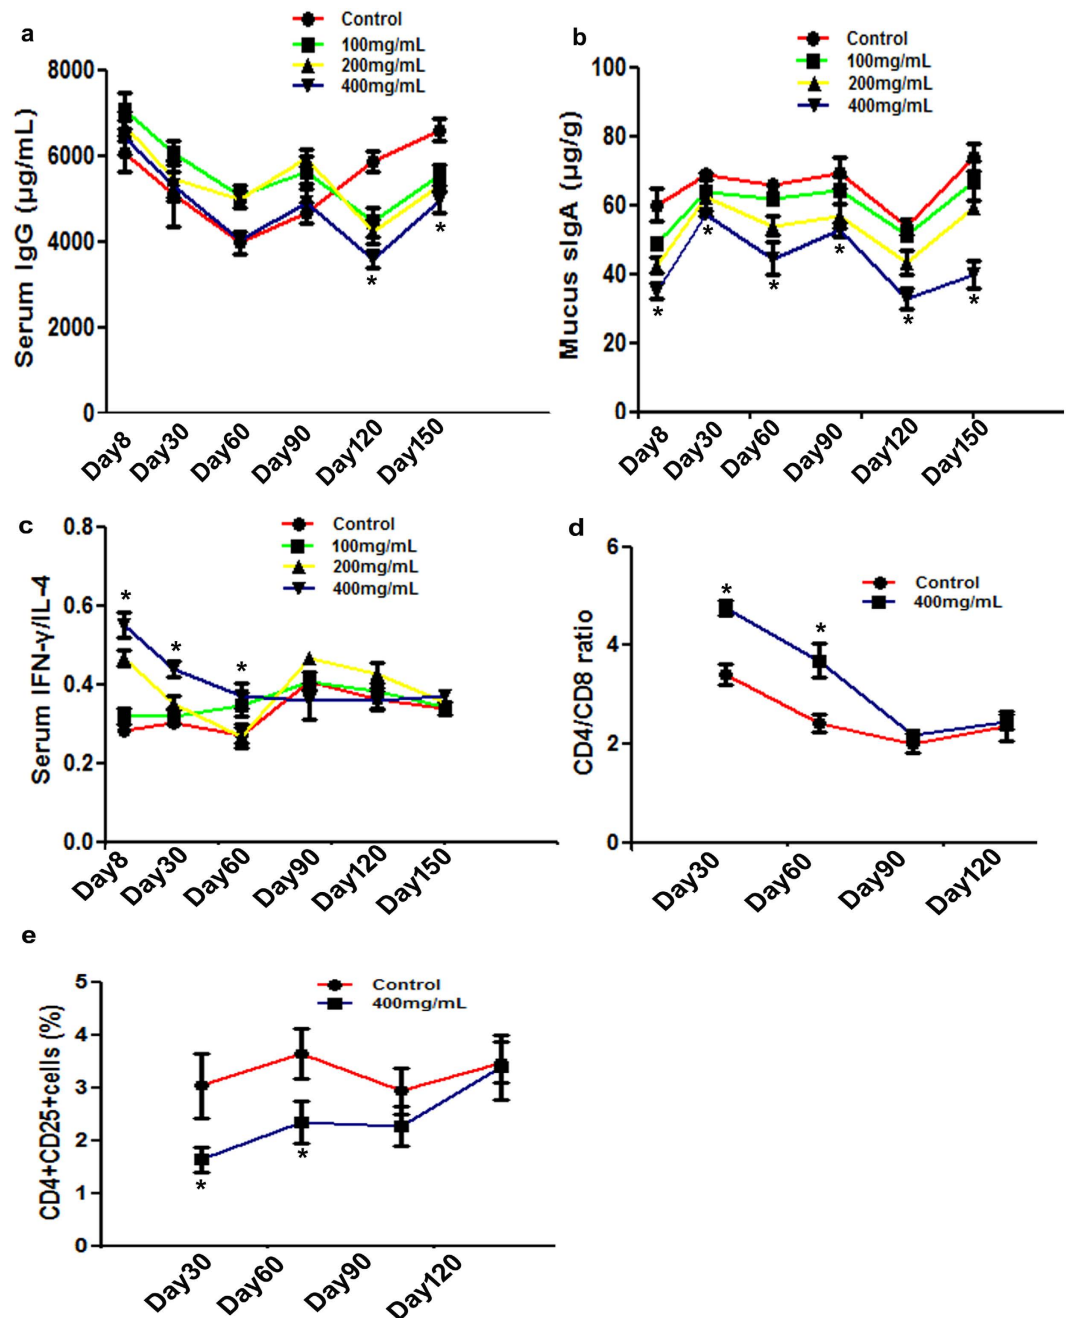 a
Control
100mg/mL
200mg/mL
400mg/mL
Serum IgG (µg/mL)
8000
6000
4000
2000
0
*
*
Day8
Day30
Day60
Day90
Day120
Day150
b
Control
100mg/mL
200mg/mL
400mg/mL
Mucus sIgA (µg/g)
100
80
60
40
20
0
*
*
*
*
*
*
Day8
Day30
Day60
Day90
Day120
Day150
c
Control
100mg/mL
200mg/mL
400mg/mL
Serum IFN-γ/IL-4
0.8
0.6
0.4
0.2
0.0
*
*
*
Day8
Day30
Day60
Day90
Day120
Day150
d
Control
400mg/mL
CD4/CD8 ratio
6
4
2
0
*
*
Day30
Day60
Day90
Day120
e
Control
400mg/mL
CD4+CD25+cells (%)
5
4
3
2
1
0
*
*
Day30
Day60
Day90
Day120